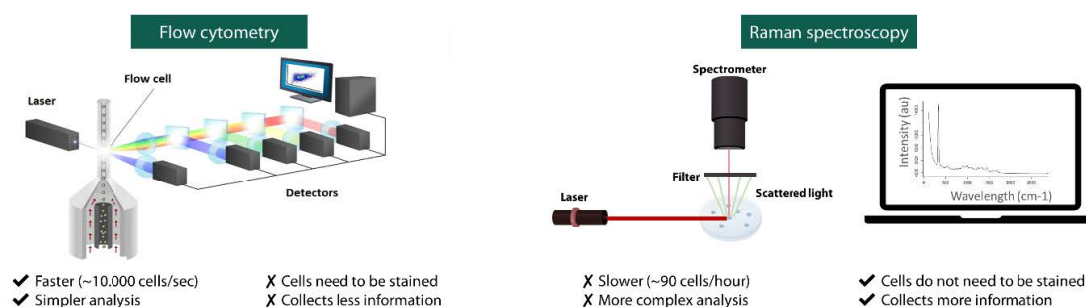 Flow cytometry
Flow cell
Laser
Detectors
✔ Faster (~10.000 cells/sec)
✔ Simpler analysis
✗ Cells need to be stained
✗ Collects less information
Raman spectroscopy
Spectrometer
Filter
Scattered light
Laser
Intensity (au)
Wavelength (cm-1)
✗ Slower (~90 cells/hour)
✗ More complex analysis
✔ Cells do not need to be stained
✔ Collects more information